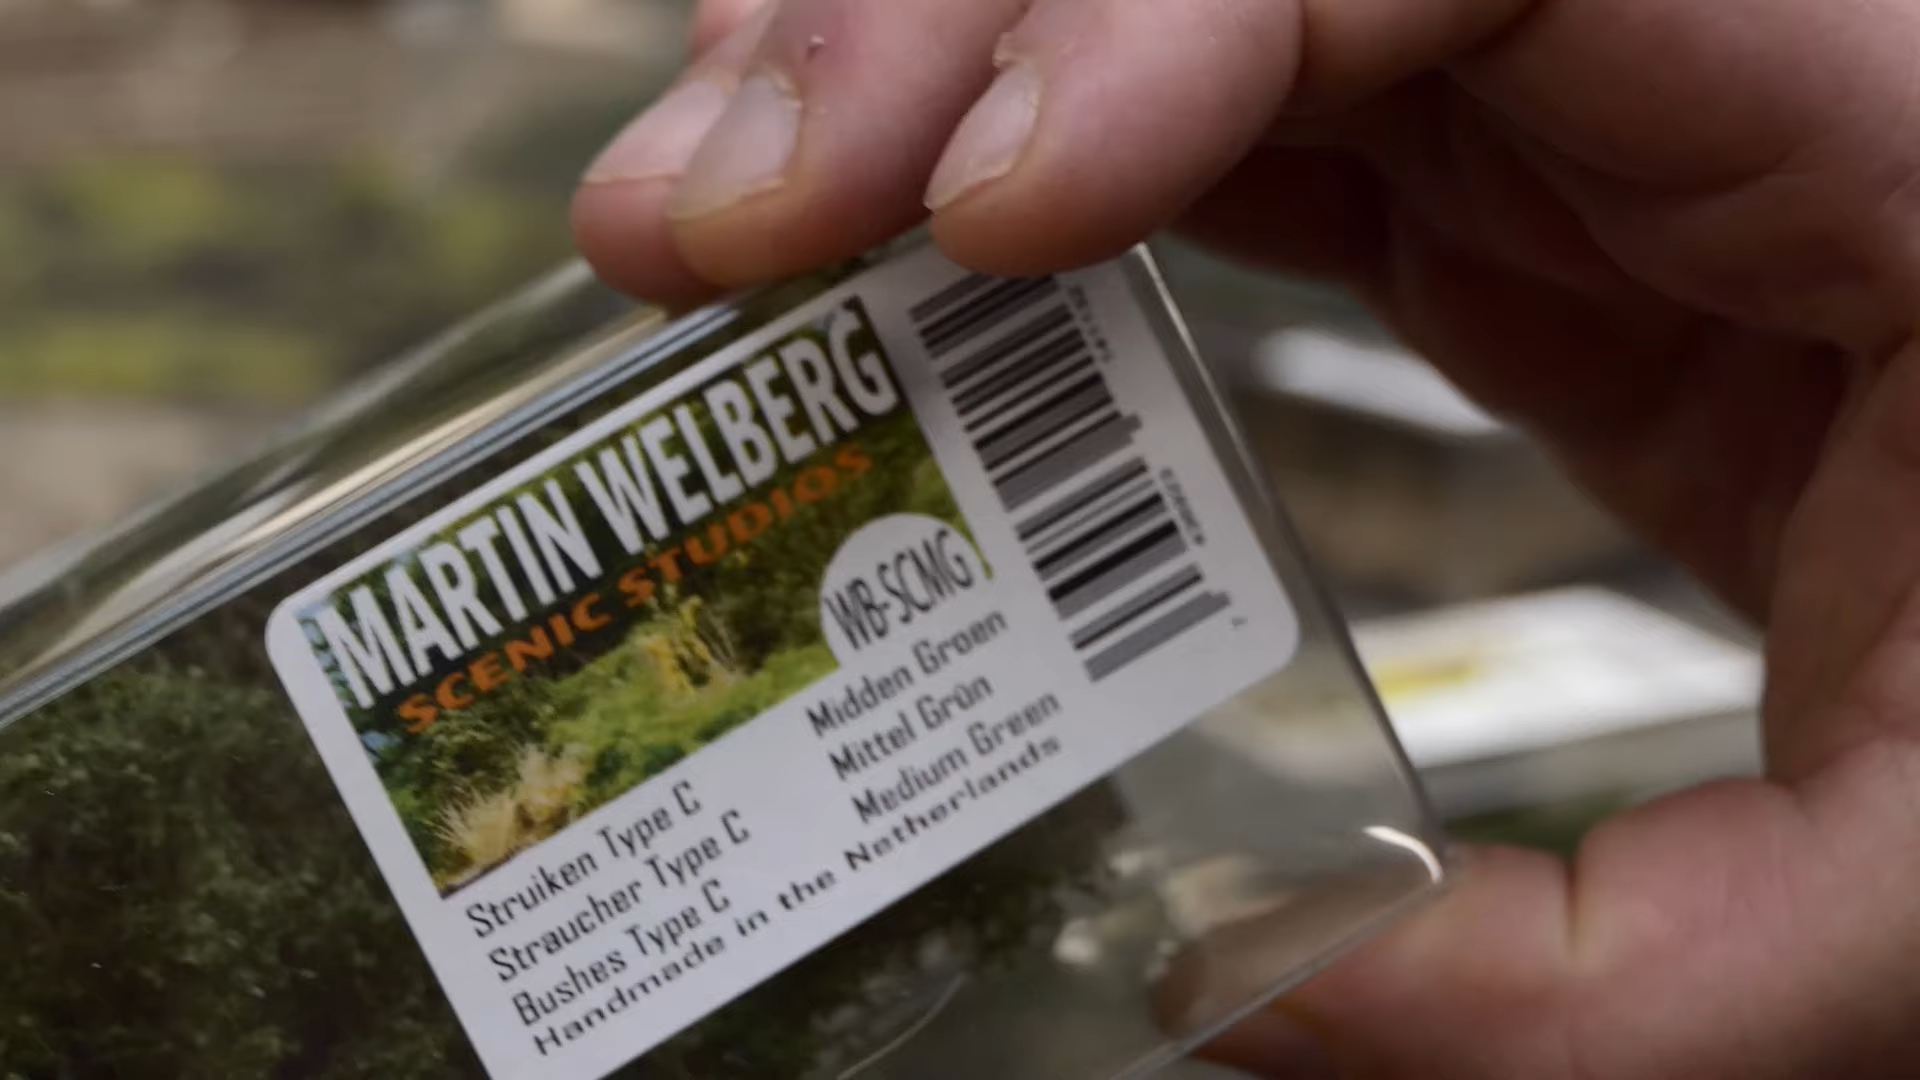 MARTIN WELBERG
SCENIC STUDIOS
WB-SCMG
Midden Groen
Mittel Grün
Medium Green
Struiken Type C
Straucher Type C
Bushes Type C
Handmade in the Netherlands